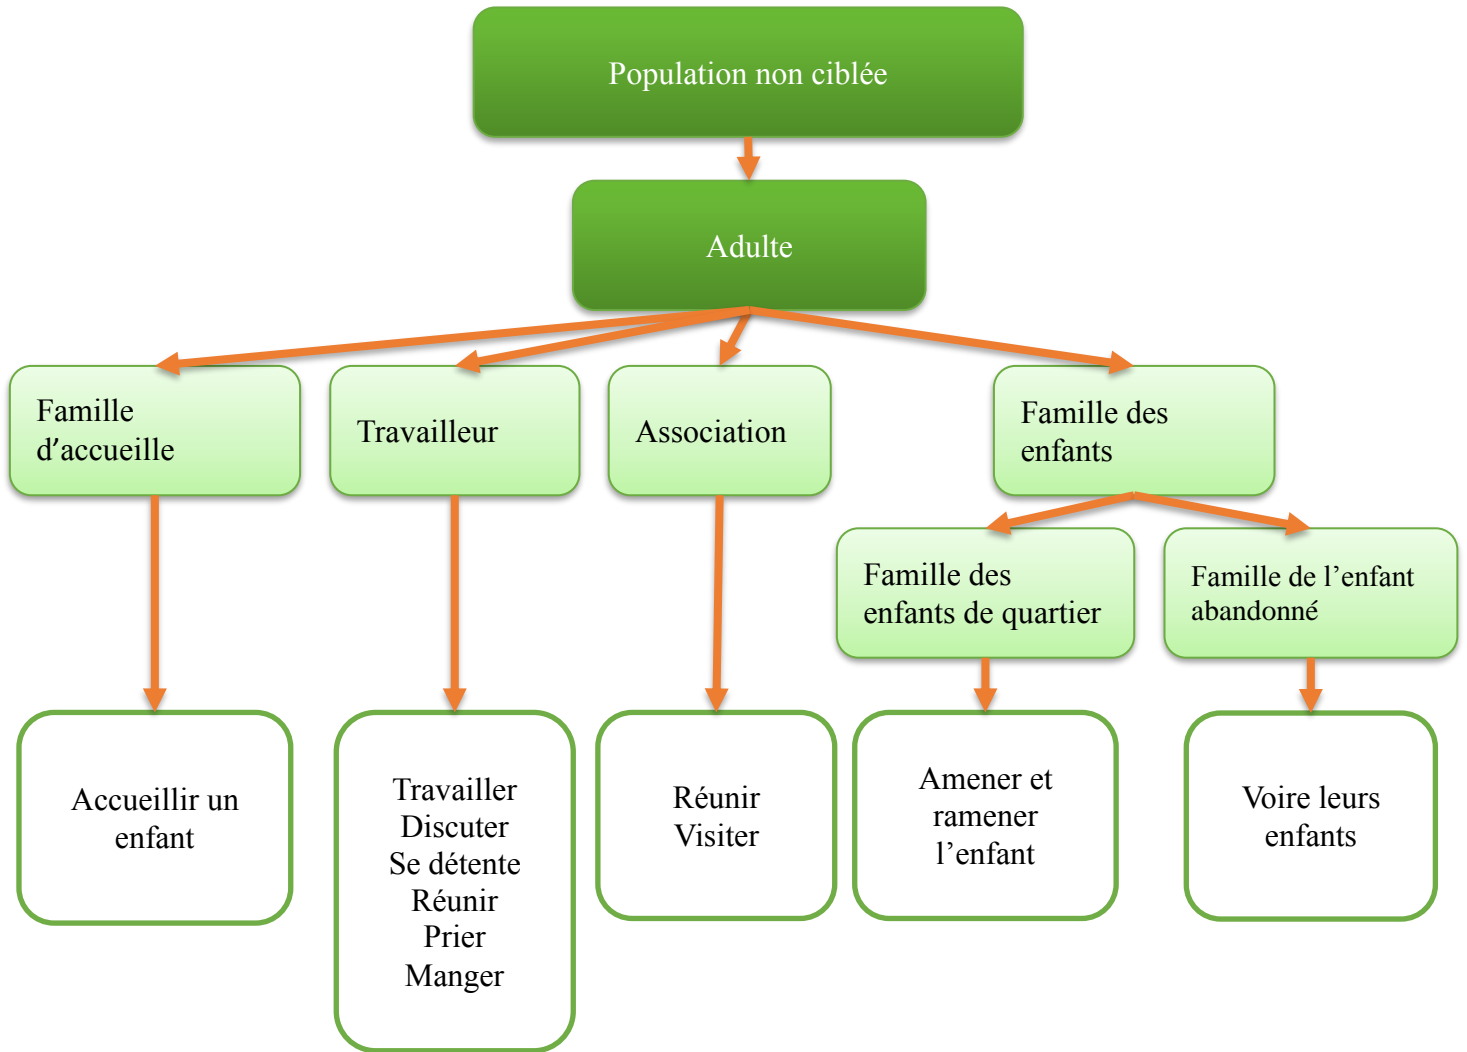 Population non ciblée
Adulte
Famille
d’accueille
Travailleur
Association
Famille des
enfants
Famille des
enfants de quartier
Famille de l’enfant
abandonné
Accueillir un
enfant
Travailler
Discuter
Se détente
Réunir
Prier
Manger
Réunir
Visiter
Amener et
ramener
l’enfant
Voire leurs
enfants